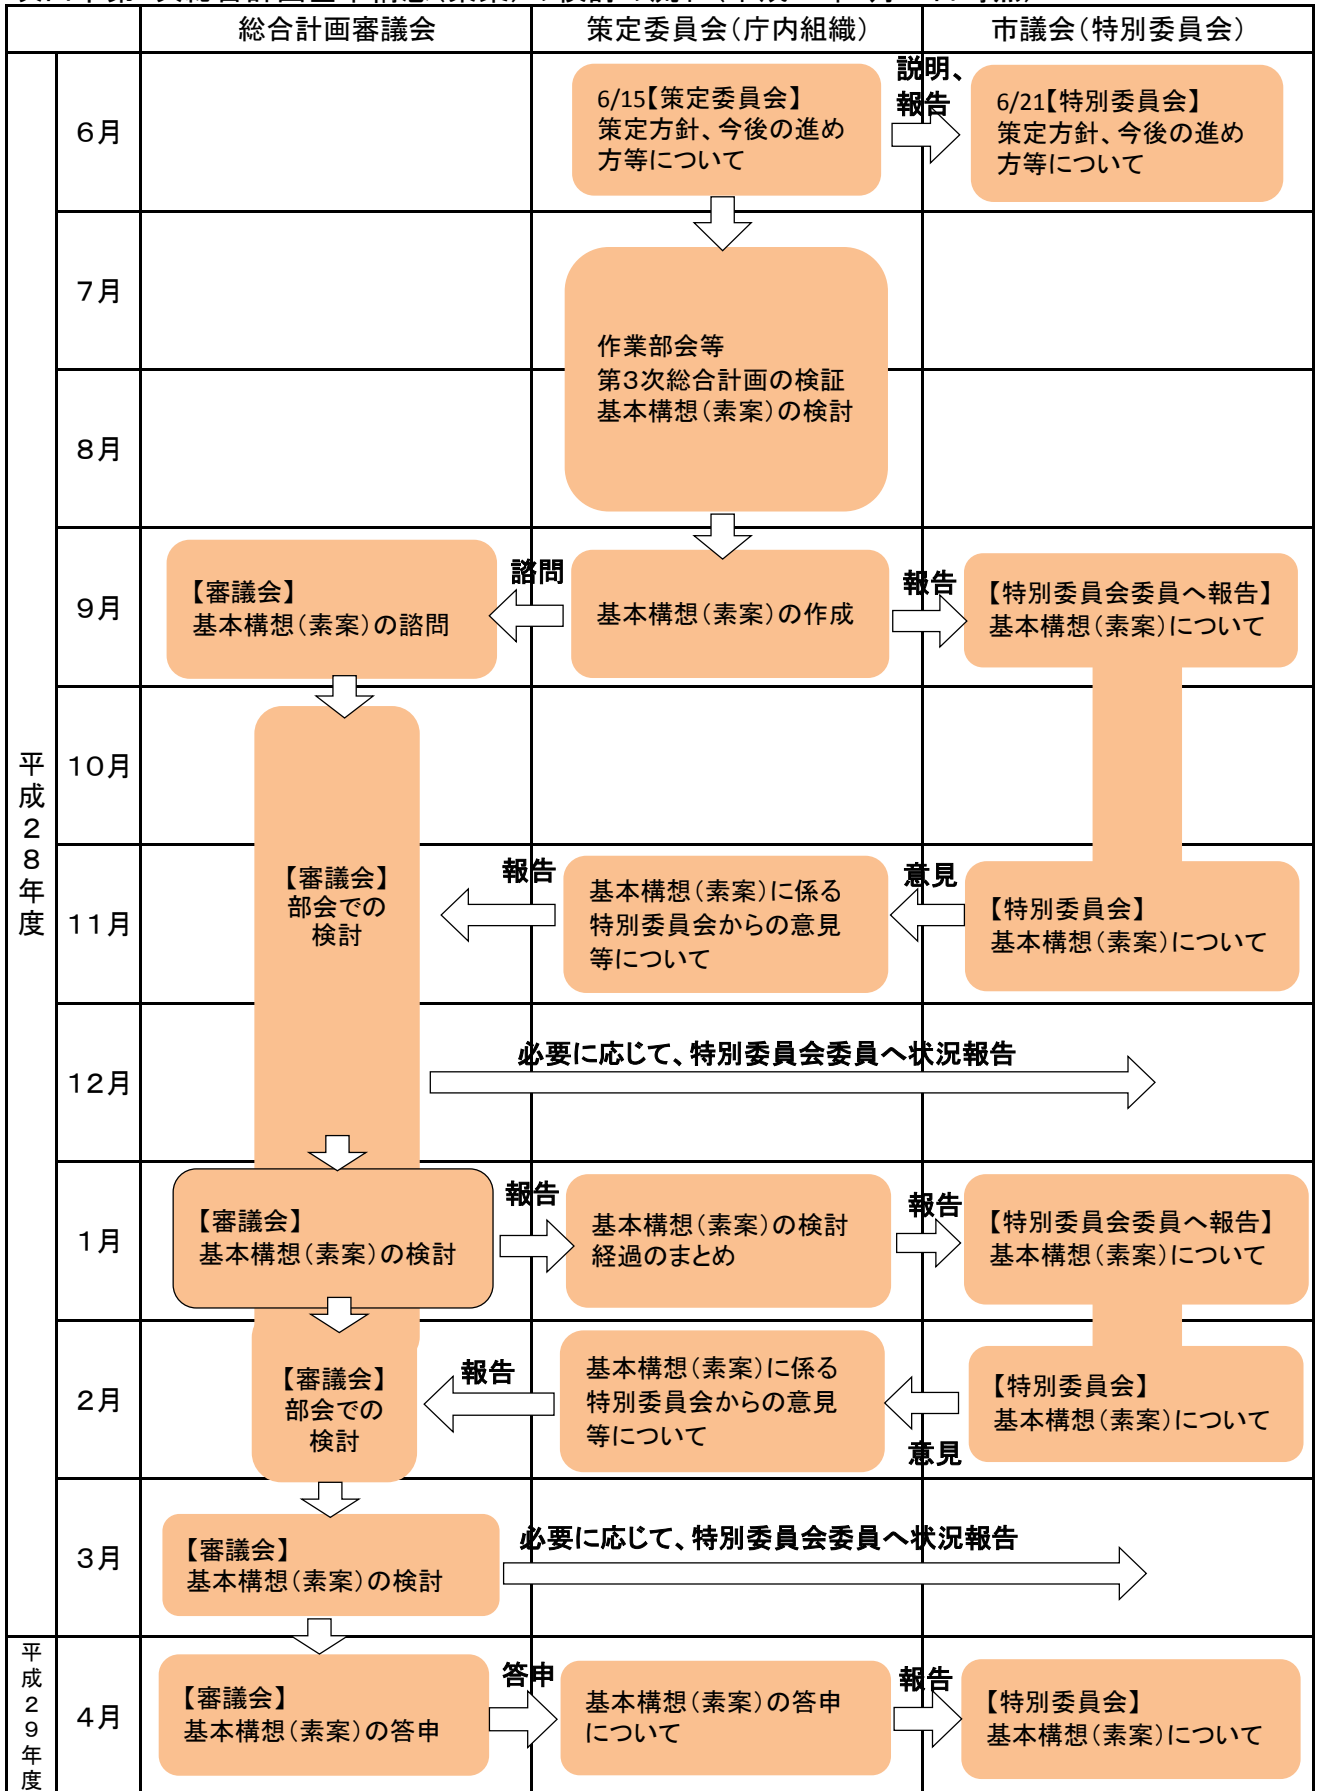 総合計画審議会
策定委員会（庁内組織）
市議会（特別委員会）
平成２８年度
６月
6/15【策定委員会】
策定方針、今後の進め
方等について
説明、
報告
6/21【特別委員会】
策定方針、今後の進め
方等について
７月
作業部会等
第３次総合計画の検証
基本構想（素案）の検討
８月
９月
【審議会】
基本構想（素案）の諮問
諮問
基本構想（素案）の作成
報告
【特別委員会委員へ報告】
基本構想（素案）について
１０月
１１月
【審議会】
部会での
検討
報告
基本構想（素案）に係る
特別委員会からの意見
等について
意見
【特別委員会】
基本構想（素案）について
１２月
必要に応じて、特別委員会委員へ状況報告
１月
【審議会】
基本構想（素案）の検討
報告
基本構想（素案）の検討
経過のまとめ
報告
【特別委員会委員へ報告】
基本構想（素案）について
２月
【審議会】
部会での
検討
報告
基本構想（素案）に係る
特別委員会からの意見
等について
意見
【特別委員会】
基本構想（素案）について
３月
【審議会】
基本構想（素案）の検討
必要に応じて、特別委員会委員へ状況報告
平成２９年度
４月
【審議会】
基本構想（素案）の答申
答申
基本構想（素案）の答申
について
報告
【特別委員会】
基本構想（素案）について